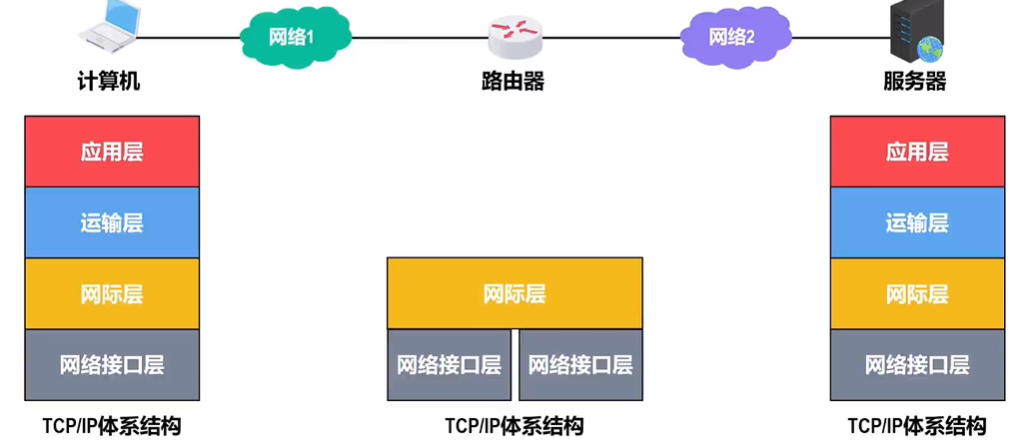 网络1
网络2
计算机
路由器
服务器
应用层
应用层
运输层
运输层
网际层
网际层
网际层
网络接口层
网络接口层
网络接口层
网络接口层
TCP/IP体系结构
TCP/IP体系结构
TCP/IP体系结构